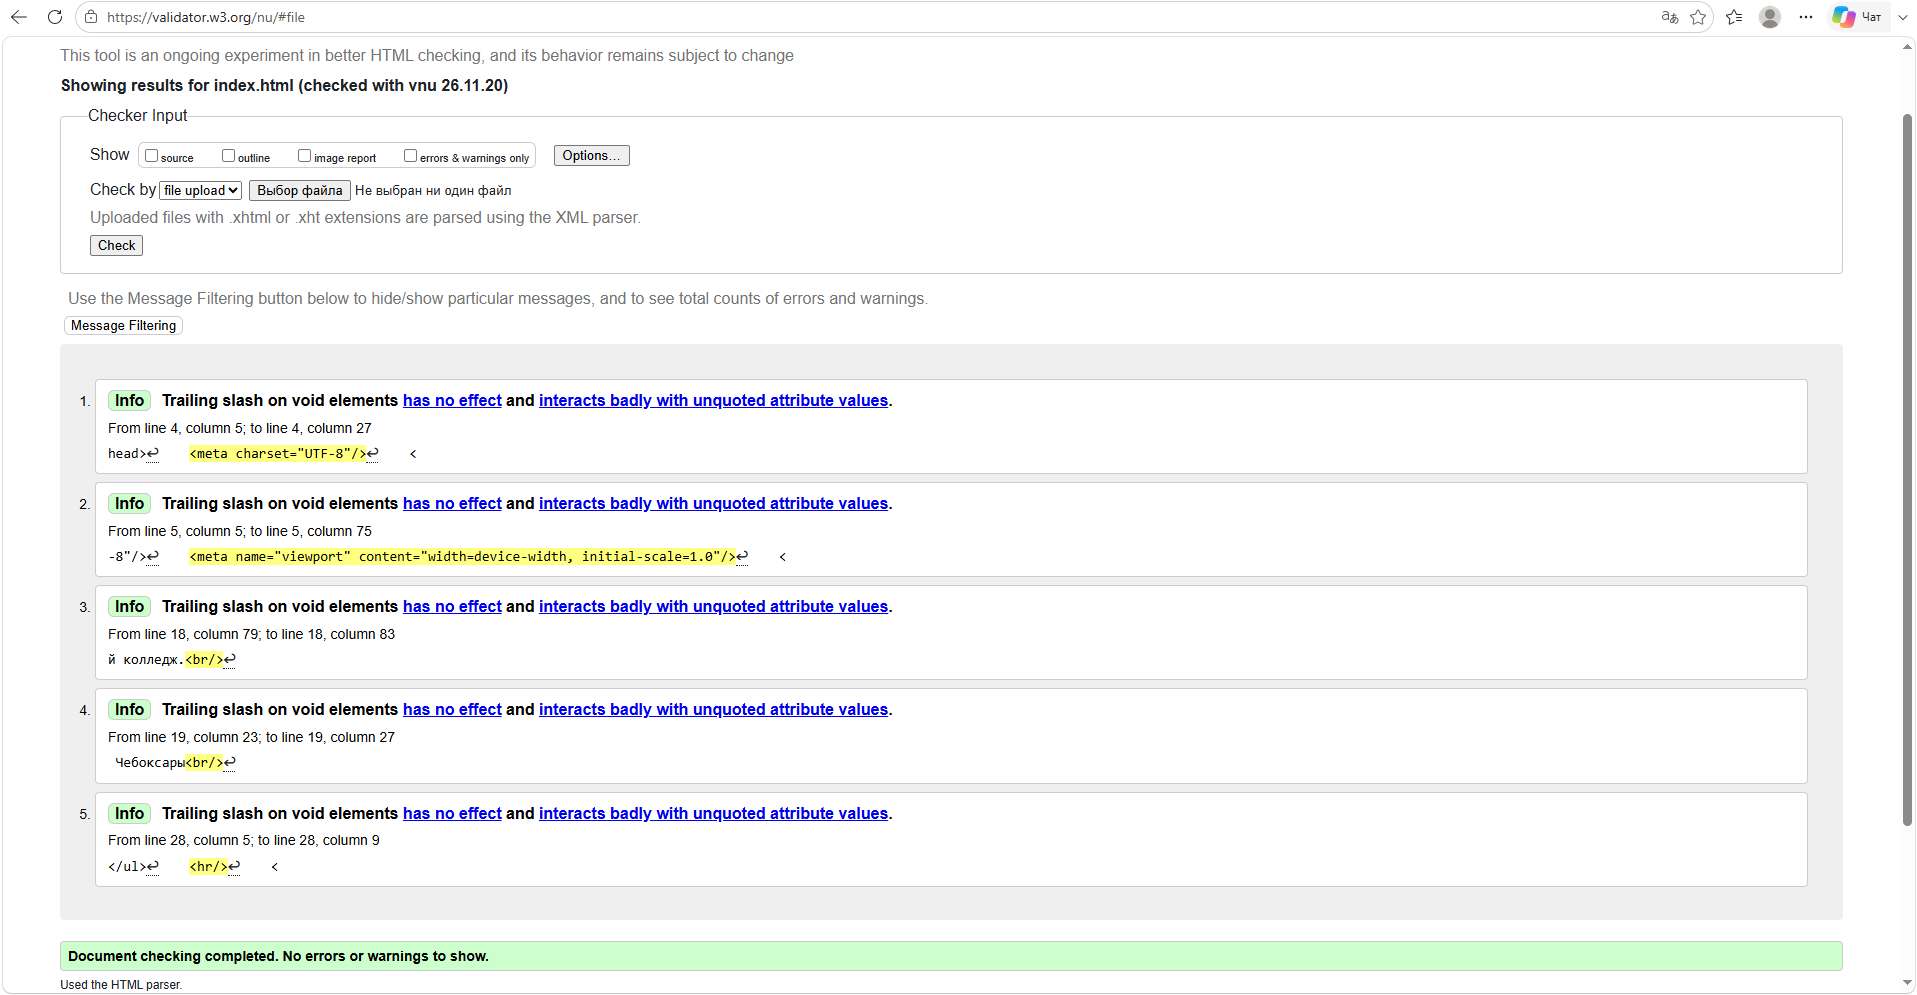 https://validator.w3.org/nu/#file
Чат
This tool is an ongoing experiment in better HTML checking, and its behavior remains subject to change
Showing results for index.html (checked with vnu 26.11.20)
Checker Input
Show source outline image report errors & warnings only Options...
Check by file upload Выбор файла Не выбран ни один файл
Uploaded files with .xhtml or .xht extensions are parsed using the XML parser.
Check
Use the Message Filtering button below to hide/show particular messages, and to see total counts of errors and warnings.
Message Filtering
1. Info Trailing slash on void elements has no effect and interacts badly with unquoted attribute values.
From line 4, column 5; to line 4, column 27
head>↩ <meta charset="UTF-8"/>↩ <
2. Info Trailing slash on void elements has no effect and interacts badly with unquoted attribute values.
From line 5, column 5; to line 5, column 75
-8"/>↩ <meta name="viewport" content="width=device-width, initial-scale=1.0"/>↩ <
3. Info Trailing slash on void elements has no effect and interacts badly with unquoted attribute values.
From line 18, column 79; to line 18, column 83
й колледж.<br/>↩
4. Info Trailing slash on void elements has no effect and interacts badly with unquoted attribute values.
From line 19, column 23; to line 19, column 27
Чебоксары<br/>↩
5. Info Trailing slash on void elements has no effect and interacts badly with unquoted attribute values.
From line 28, column 5; to line 28, column 9
</ul>↩ <hr/>↩ <
Document checking completed. No errors or warnings to show.
Used the HTML parser.